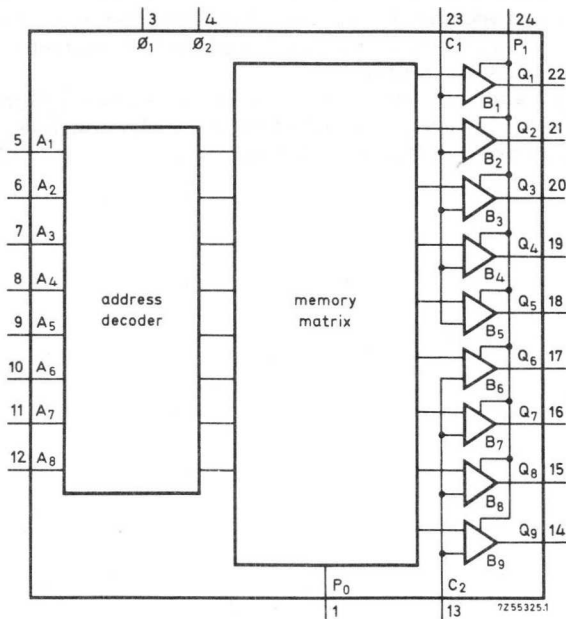 3 4 23 24
Ø1 Ø2 C1 P1
Q1 22
B1
Q2 21
5 A1
B2
6 A2
Q3 20
B3
7 A3
Q4 19
B4
8 A4
address decoder
memory matrix
Q5 18
9 A5
B5
Q6 17
10 A6
B6
11 A7
Q7 16
B7
12 A8
Q8 15
B8
Q9 14
B9
P0 C2
1 13 7Z55325.1